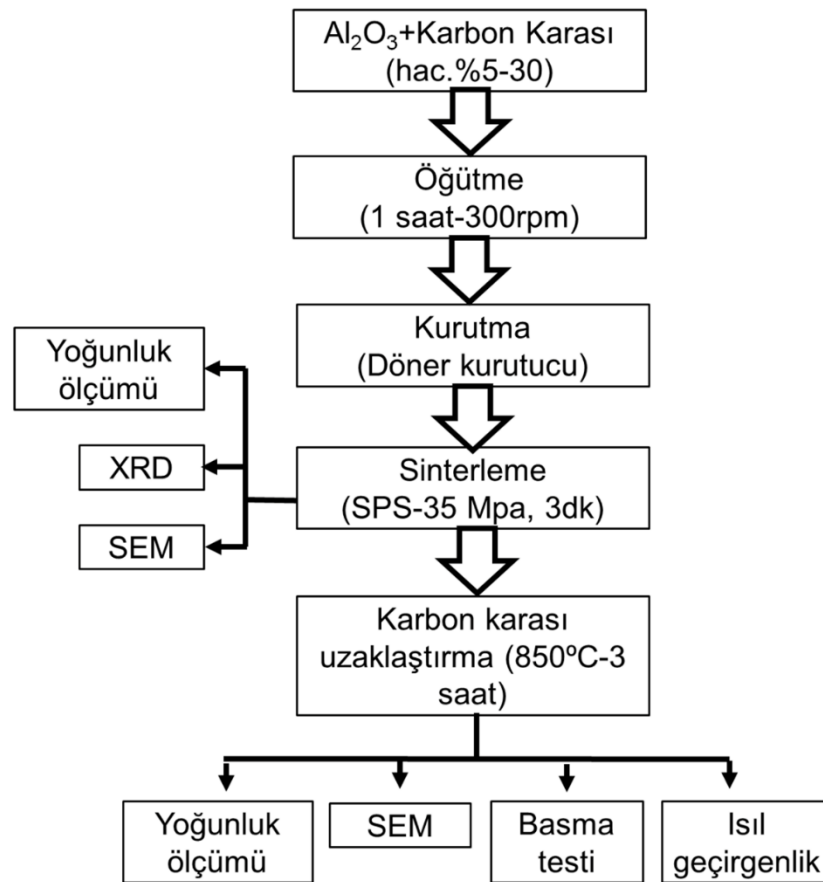 Al₂O₃+Karbon Karası
(hac.%5-30)
Öğütme
(1 saat-300rpm)
Kurutma
(Döner kurutucu)
Yoğunluk
ölçümü
XRD
SEM
Sinterleme
(SPS-35 Mpa, 3dk)
Karbon karası
uzaklaştırma (850ºC-3
saat)
Yoğunluk
ölçümü
SEM
Basma
testi
Isıl
geçirgenlik